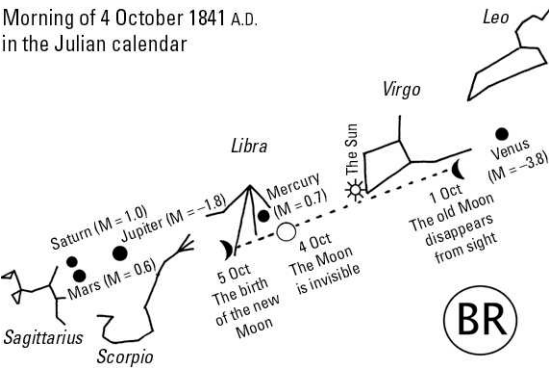 Morning of 4 October 1841 A.D.
in the Julian calendar
Leo
Virgo
Libra
The Sun
Mercury
(M = 0.7)
Venus
(M = –3.8)
1 Oct
The old Moon
disappears
from sight
Saturn (M = 1.0)
Jupiter (M = –1.8)
Mars (M = 0.6)
4 Oct
The Moon
is invisible
5 Oct
The birth
of the new
Moon
Sagittarius
Scorpio
BR